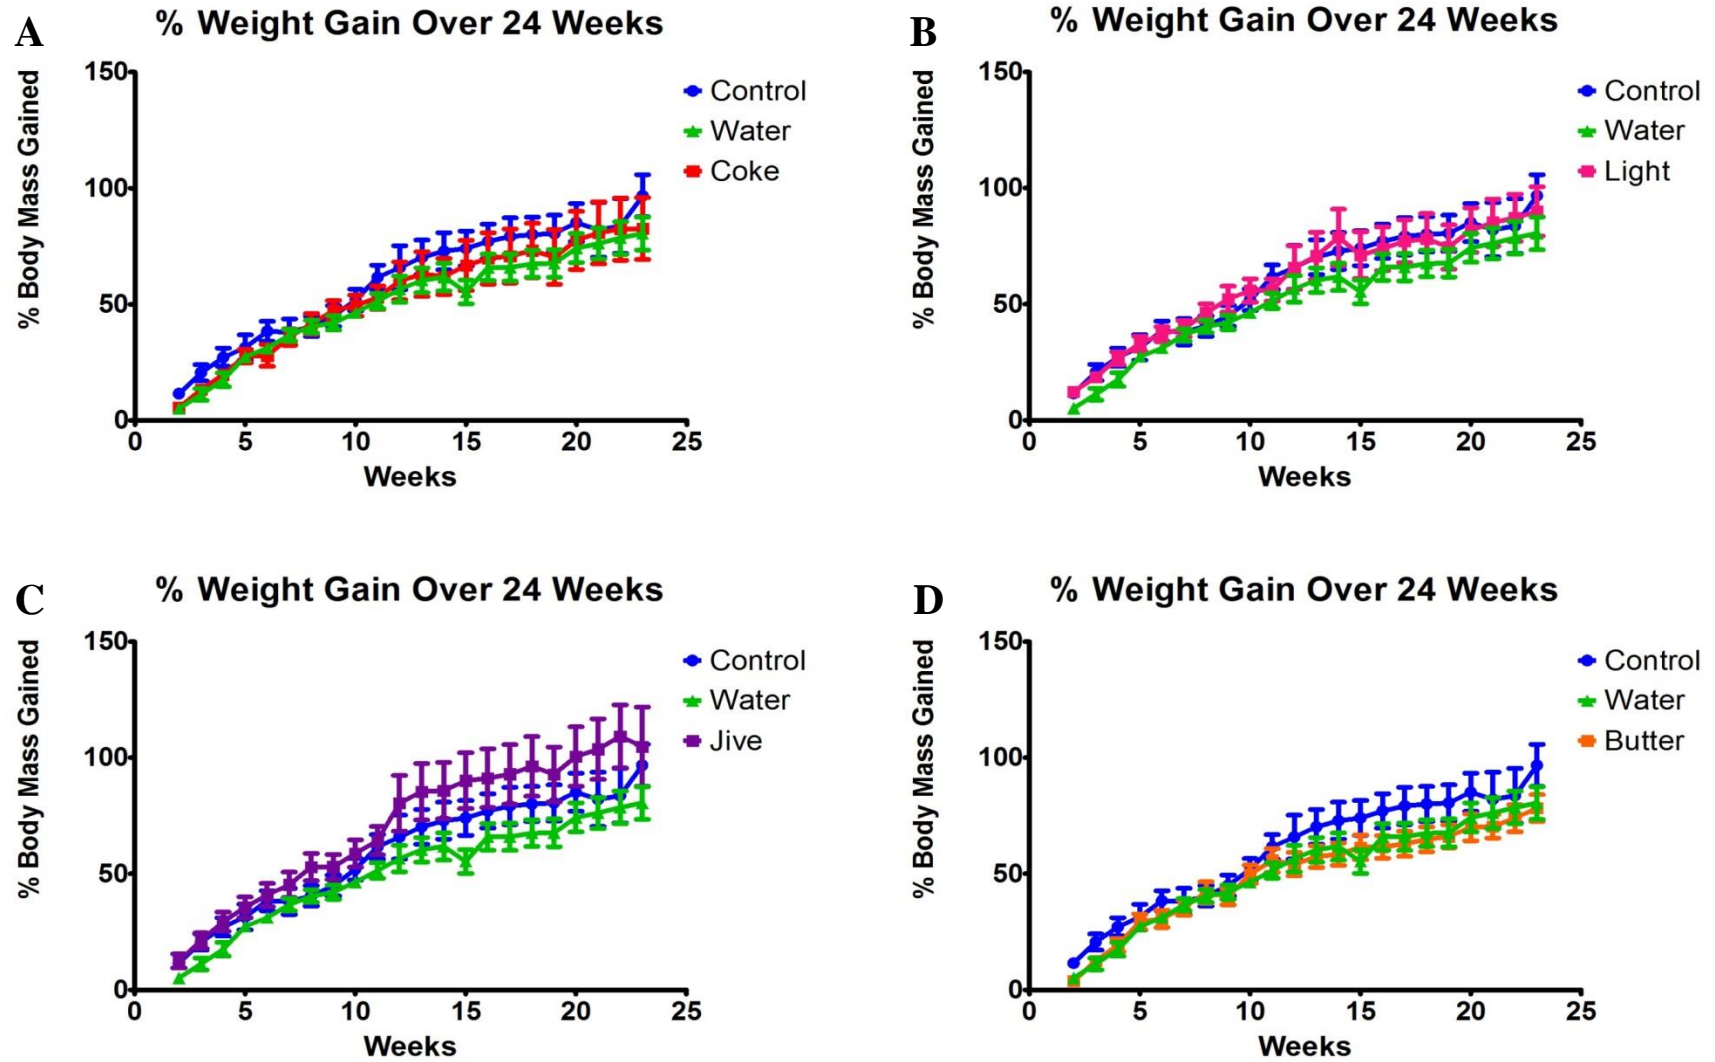 A
% Weight Gain Over 24 Weeks
% Body Mass Gained
150
100
50
0
0 5 10 15 20 25
Weeks
Control
Water
Coke
B
% Weight Gain Over 24 Weeks
% Body Mass Gained
150
100
50
0
0 5 10 15 20 25
Weeks
Control
Water
Light
C
% Weight Gain Over 24 Weeks
% Body Mass Gained
150
100
50
0
0 5 10 15 20 25
Weeks
Control
Water
Jive
D
% Weight Gain Over 24 Weeks
% Body Mass Gained
150
100
50
0
0 5 10 15 20 25
Weeks
Control
Water
Butter